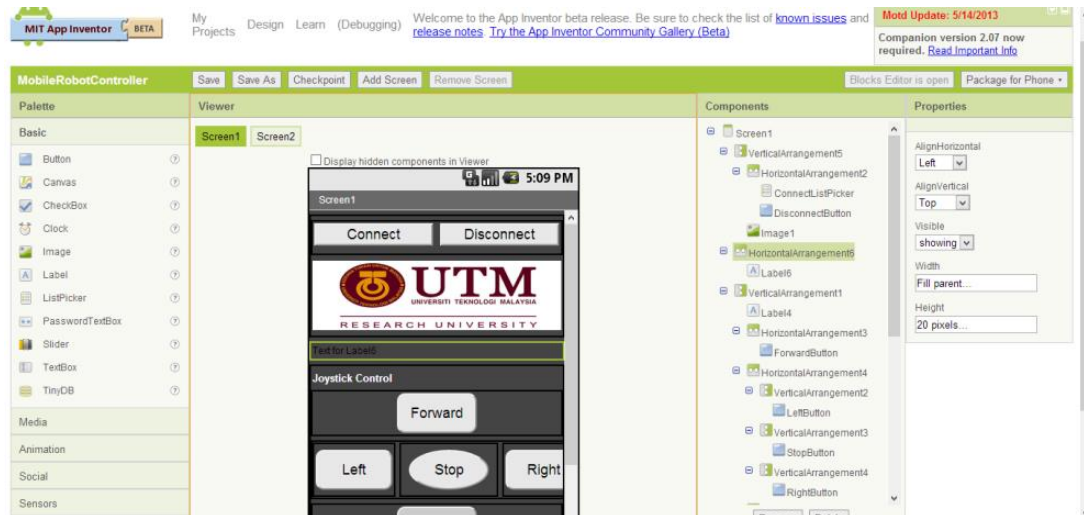 MIT App Inventor BETA
My Projects Design Learn (Debugging)
Welcome to the App Inventor beta release. Be sure to check the list of known issues and
release notes. Try the App Inventor Community Gallery (Beta)
Motd Update: 5/14/2013
Companion version 2.07 now
required. Read Important Info
MobileRobotController
Save Save As Checkpoint Add Screen Remove Screen
Blocks Editor is open Package for Phone
Palette
Basic
Button
Canvas
CheckBox
Clock
Image
Label
ListPicker
PasswordTextBox
Slider
TextBox
TinyDB
Media
Animation
Social
Sensors
Viewer
Screen1 Screen2
Display hidden components in Viewer
5:09 PM
Screen1
Connect Disconnect
UTM
UNIVERSITI TEKNOLOGI MALAYSIA
RESEARCH UNIVERSITY
Text for Label6
Joystick Control
Forward
Left Stop Right
Components
Screen1
VerticalArrangement5
HorizontalArrangement2
ConnectListPicker
DisconnectButton
Image1
HorizontalArrangement6
Label6
VerticalArrangement1
Label4
HorizontalArrangement3
ForwardButton
HorizontalArrangement4
VerticalArrangement2
LeftButton
VerticalArrangement3
StopButton
VerticalArrangement4
RightButton
Properties
AlignHorizontal
Left
AlignVertical
Top
Visible
showing
Width
Fill parent...
Height
20 pixels...